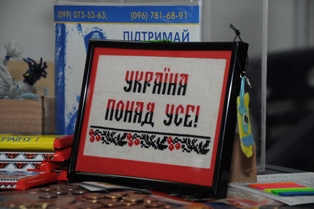 (099) 073-53-63,
(096) 781-68-91
ПІДТРИМАЙ
УКРАЇНА
ПОНАД УСЕ!